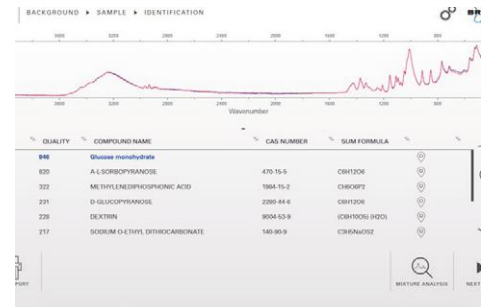 BACKGROUND ▸ SAMPLE ▸ IDENTIFICATION
3600 3200 2800 2400 2000 1600 1200 800
3600 3200 2800 2400 2000 1600 1200 800
Wavenumber
QUALITY COMPOUND NAME CAS NUMBER SUM FORMULA
846 Glucose monohydrate
820 A-L-SORBOPYRANOSE 470-15-5 C6H12O6
322 METHYLENEDIPHOSPHONIC ACID 1984-15-2 CH6O6P2
231 D-GLUCOPYRANOSE 2280-44-6 C6H12O6
228 DEXTRIN 9004-53-9 (C6H10O5) (H2O)
217 SODIUM O-ETHYL DITHIOCARBONATE 140-90-9 C3H5NaOS2
MIXTURE ANALYSIS NEXT